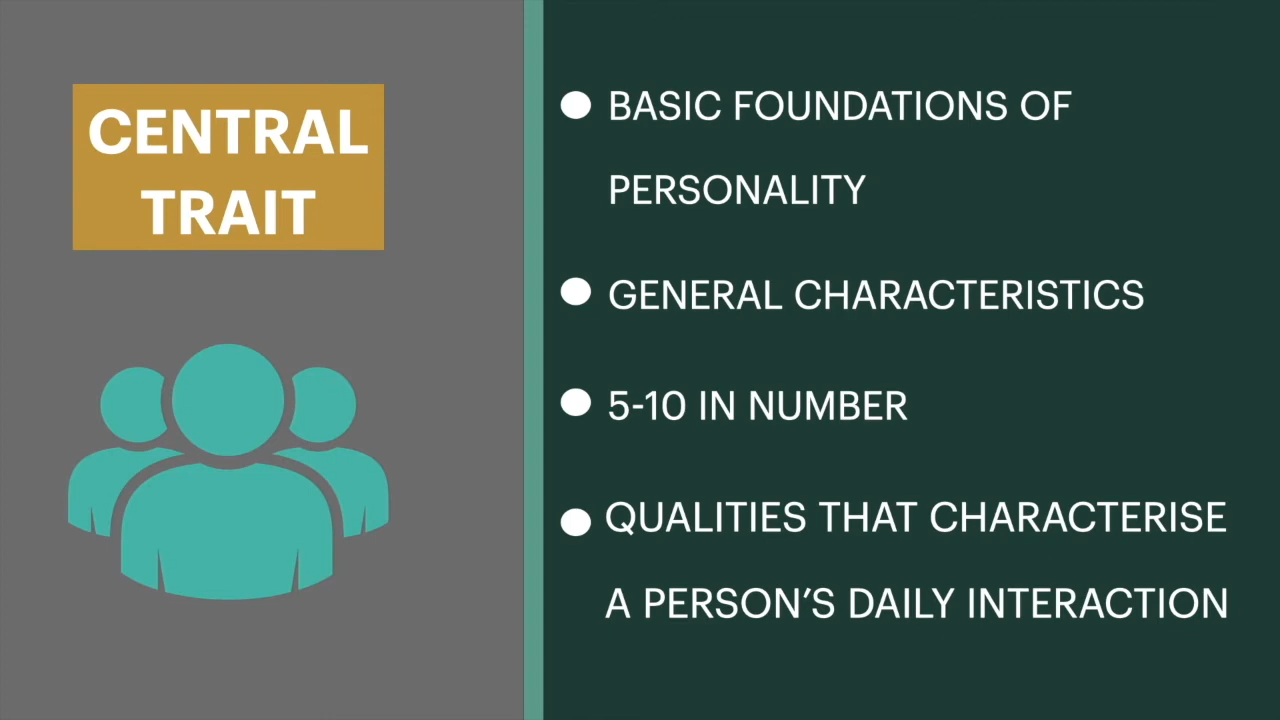 CENTRAL
TRAIT
BASIC FOUNDATIONS OF
PERSONALITY
GENERAL CHARACTERISTICS
5-10 IN NUMBER
QUALITIES THAT CHARACTERISE
A PERSON'S DAILY INTERACTION